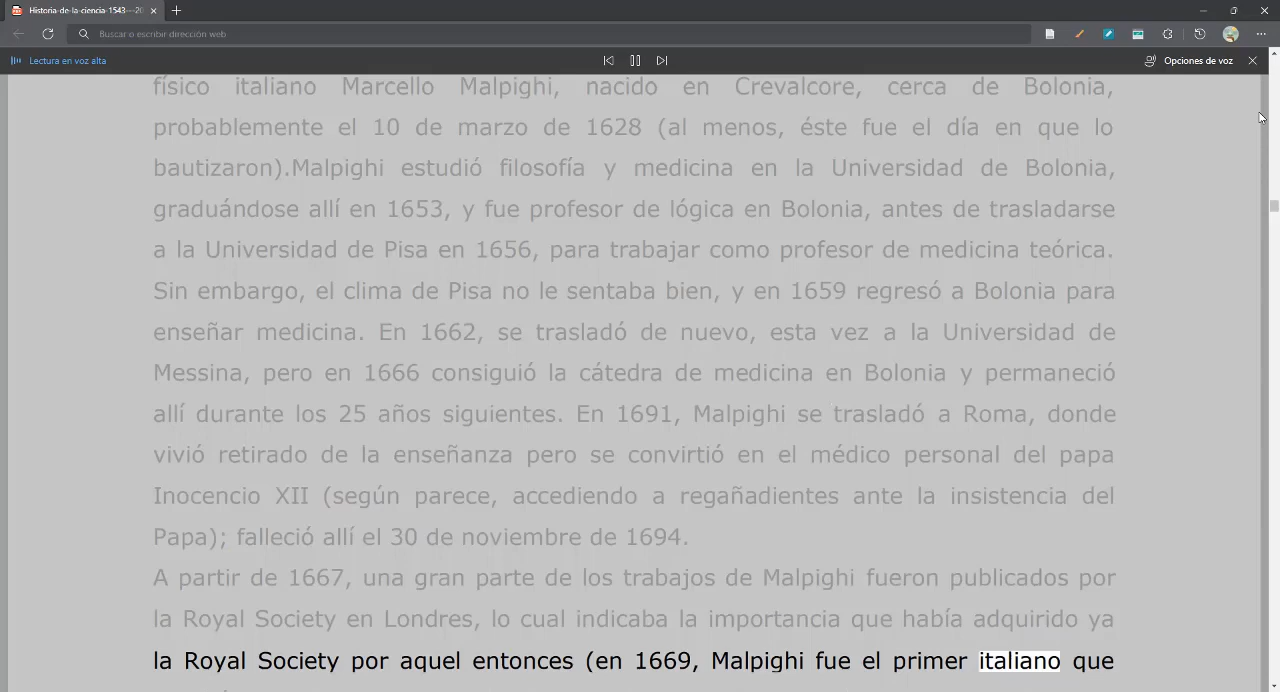 Historia-de-la-ciencia-1543---20
Buscar o escribir dirección web
Lectura en voz alta
Opciones de voz
físico italiano Marcello Malpighi, nacido en Crevalcore, cerca de Bolonia,
probablemente el 10 de marzo de 1628 (al menos, éste fue el día en que lo
bautizaron).Malpighi estudió filosofía y medicina en la Universidad de Bolonia,
graduándose allí en 1653, y fue profesor de lógica en Bolonia, antes de trasladarse
a la Universidad de Pisa en 1656, para trabajar como profesor de medicina teórica.
Sin embargo, el clima de Pisa no le sentaba bien, y en 1659 regresó a Bolonia para
enseñar medicina. En 1662, se trasladó de nuevo, esta vez a la Universidad de
Messina, pero en 1666 consiguió la cátedra de medicina en Bolonia y permaneció
allí durante los 25 años siguientes. En 1691, Malpighi se trasladó a Roma, donde
vivió retirado de la enseñanza pero se convirtió en el médico personal del papa
Inocencio XII (según parece, accediendo a regañadientes ante la insistencia del
Papa); falleció allí el 30 de noviembre de 1694.
A partir de 1667, una gran parte de los trabajos de Malpighi fueron publicados por
la Royal Society en Londres, lo cual indicaba la importancia que había adquirido ya
la Royal Society por aquel entonces (en 1669, Malpighi fue el primer italiano que